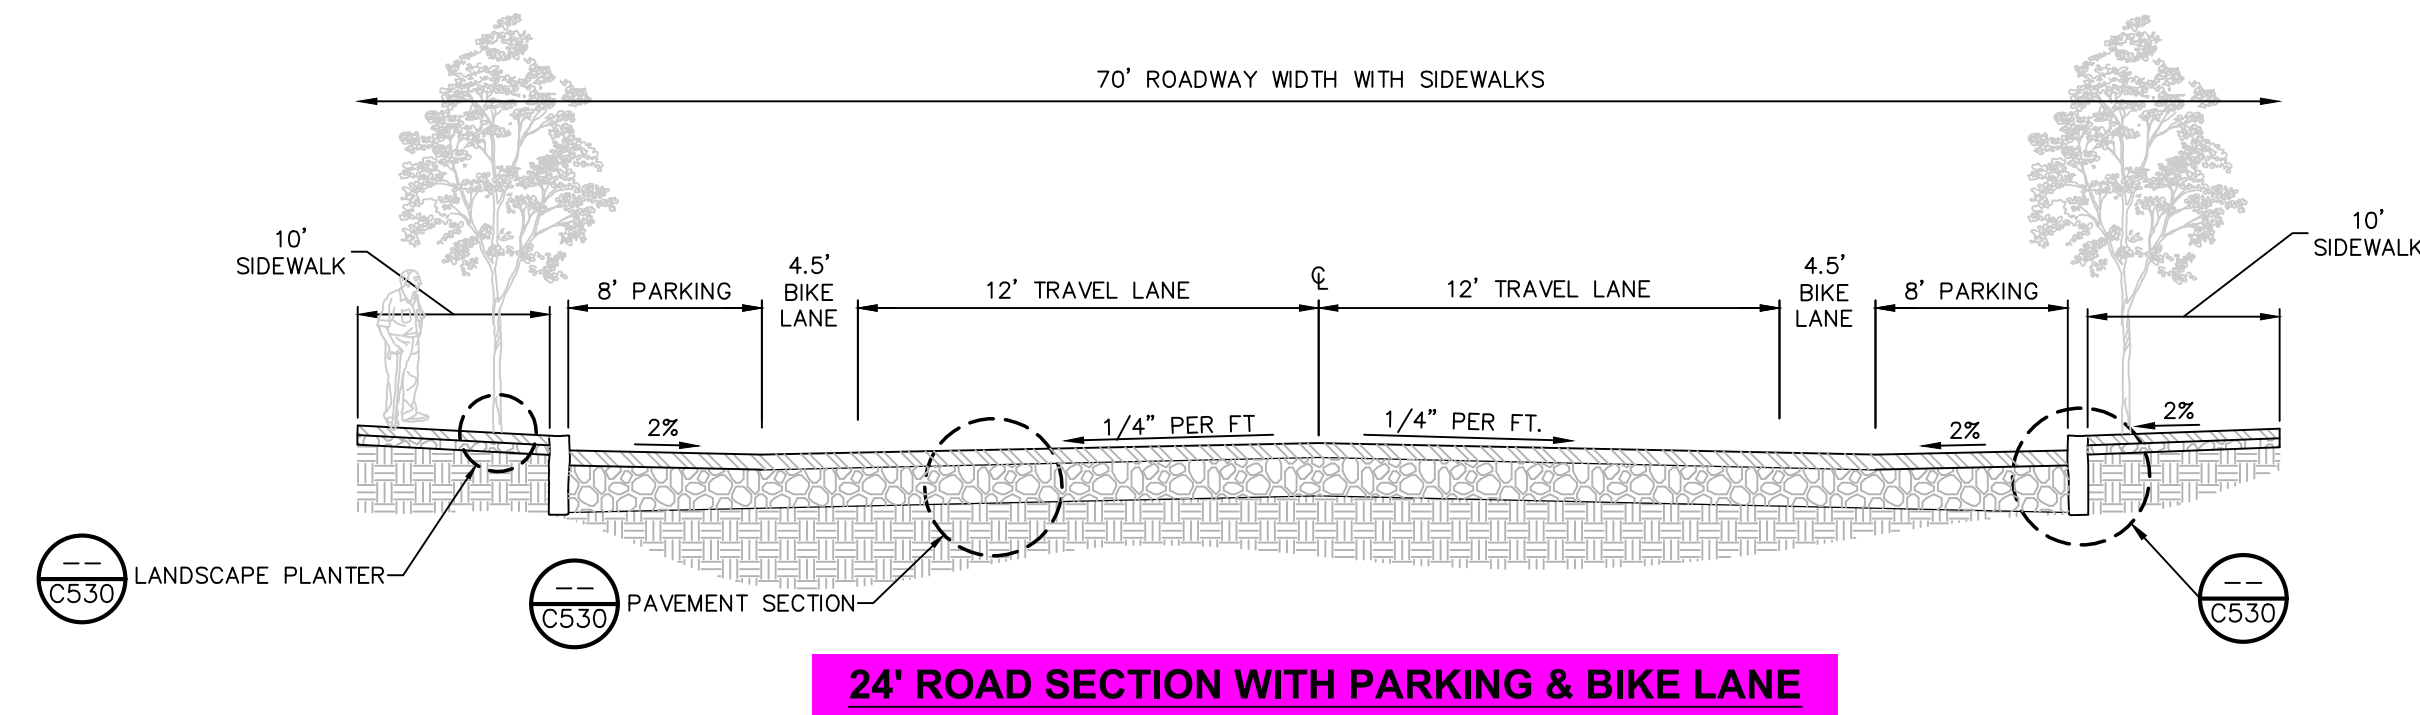 70' ROADWAY WIDTH WITH SIDEWALKS
10'
SIDEWALK
8' PARKING
4.5'
BIKE
LANE
12' TRAVEL LANE
℄
12' TRAVEL LANE
4.5'
BIKE
LANE
8' PARKING
10'
SIDEWALK
2%
1/4" PER FT
1/4" PER FT.
2%
2%
--
C530
LANDSCAPE PLANTER
--
C530
PAVEMENT SECTION
--
C530
24' ROAD SECTION WITH PARKING & BIKE LANE